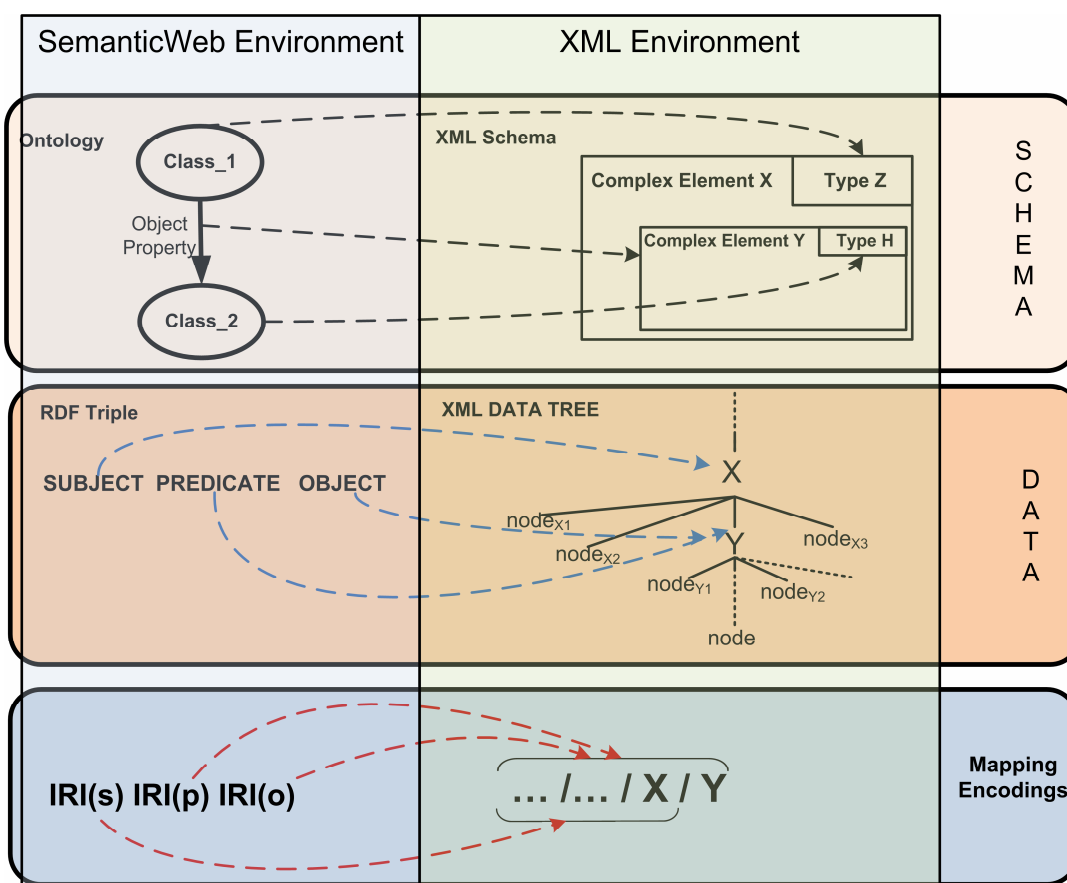 SemanticWeb Environment
XML Environment
Ontology
XML Schema
Class_1
Object
Property
Class_2
Complex Element X
Type Z
Complex Element Y
Type H
S
C
H
E
M
A
RDF Triple
XML DATA TREE
SUBJECT PREDICATE OBJECT
X
nodeX1
nodeX2
nodeX3
Y
nodeY1
nodeY2
node
D
A
T
A
IRI(s) IRI(p) IRI(o)
... /... / X / Y
Mapping
Encodings